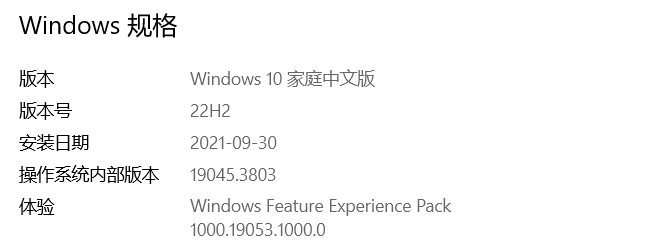 Windows 规格
版本 Windows 10 家庭中文版
版本号 22H2
安装日期 2021-09-30
操作系统内部版本 19045.3803
体验 Windows Feature Experience Pack
1000.19053.1000.0